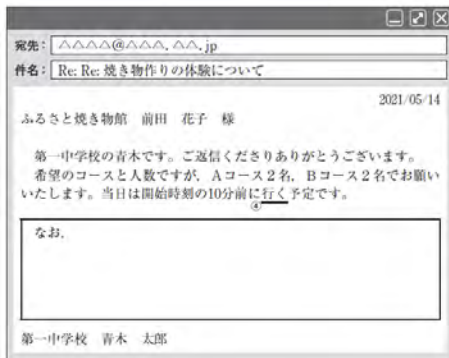 宛先： △△△△@△△△.△△.jp
件名： Re: Re: 焼き物作りの体験について
2021/05/14
ふるさと焼き物館 前田 花子 様
第一中学校の青木です。ご返信くださりありがとうございます。
希望のコースと人数ですが，Aコース2名，Bコース2名でお願い
いたします。当日は開始時刻の10分前に行く予定です。
④
なお，
第一中学校 青木 太郎